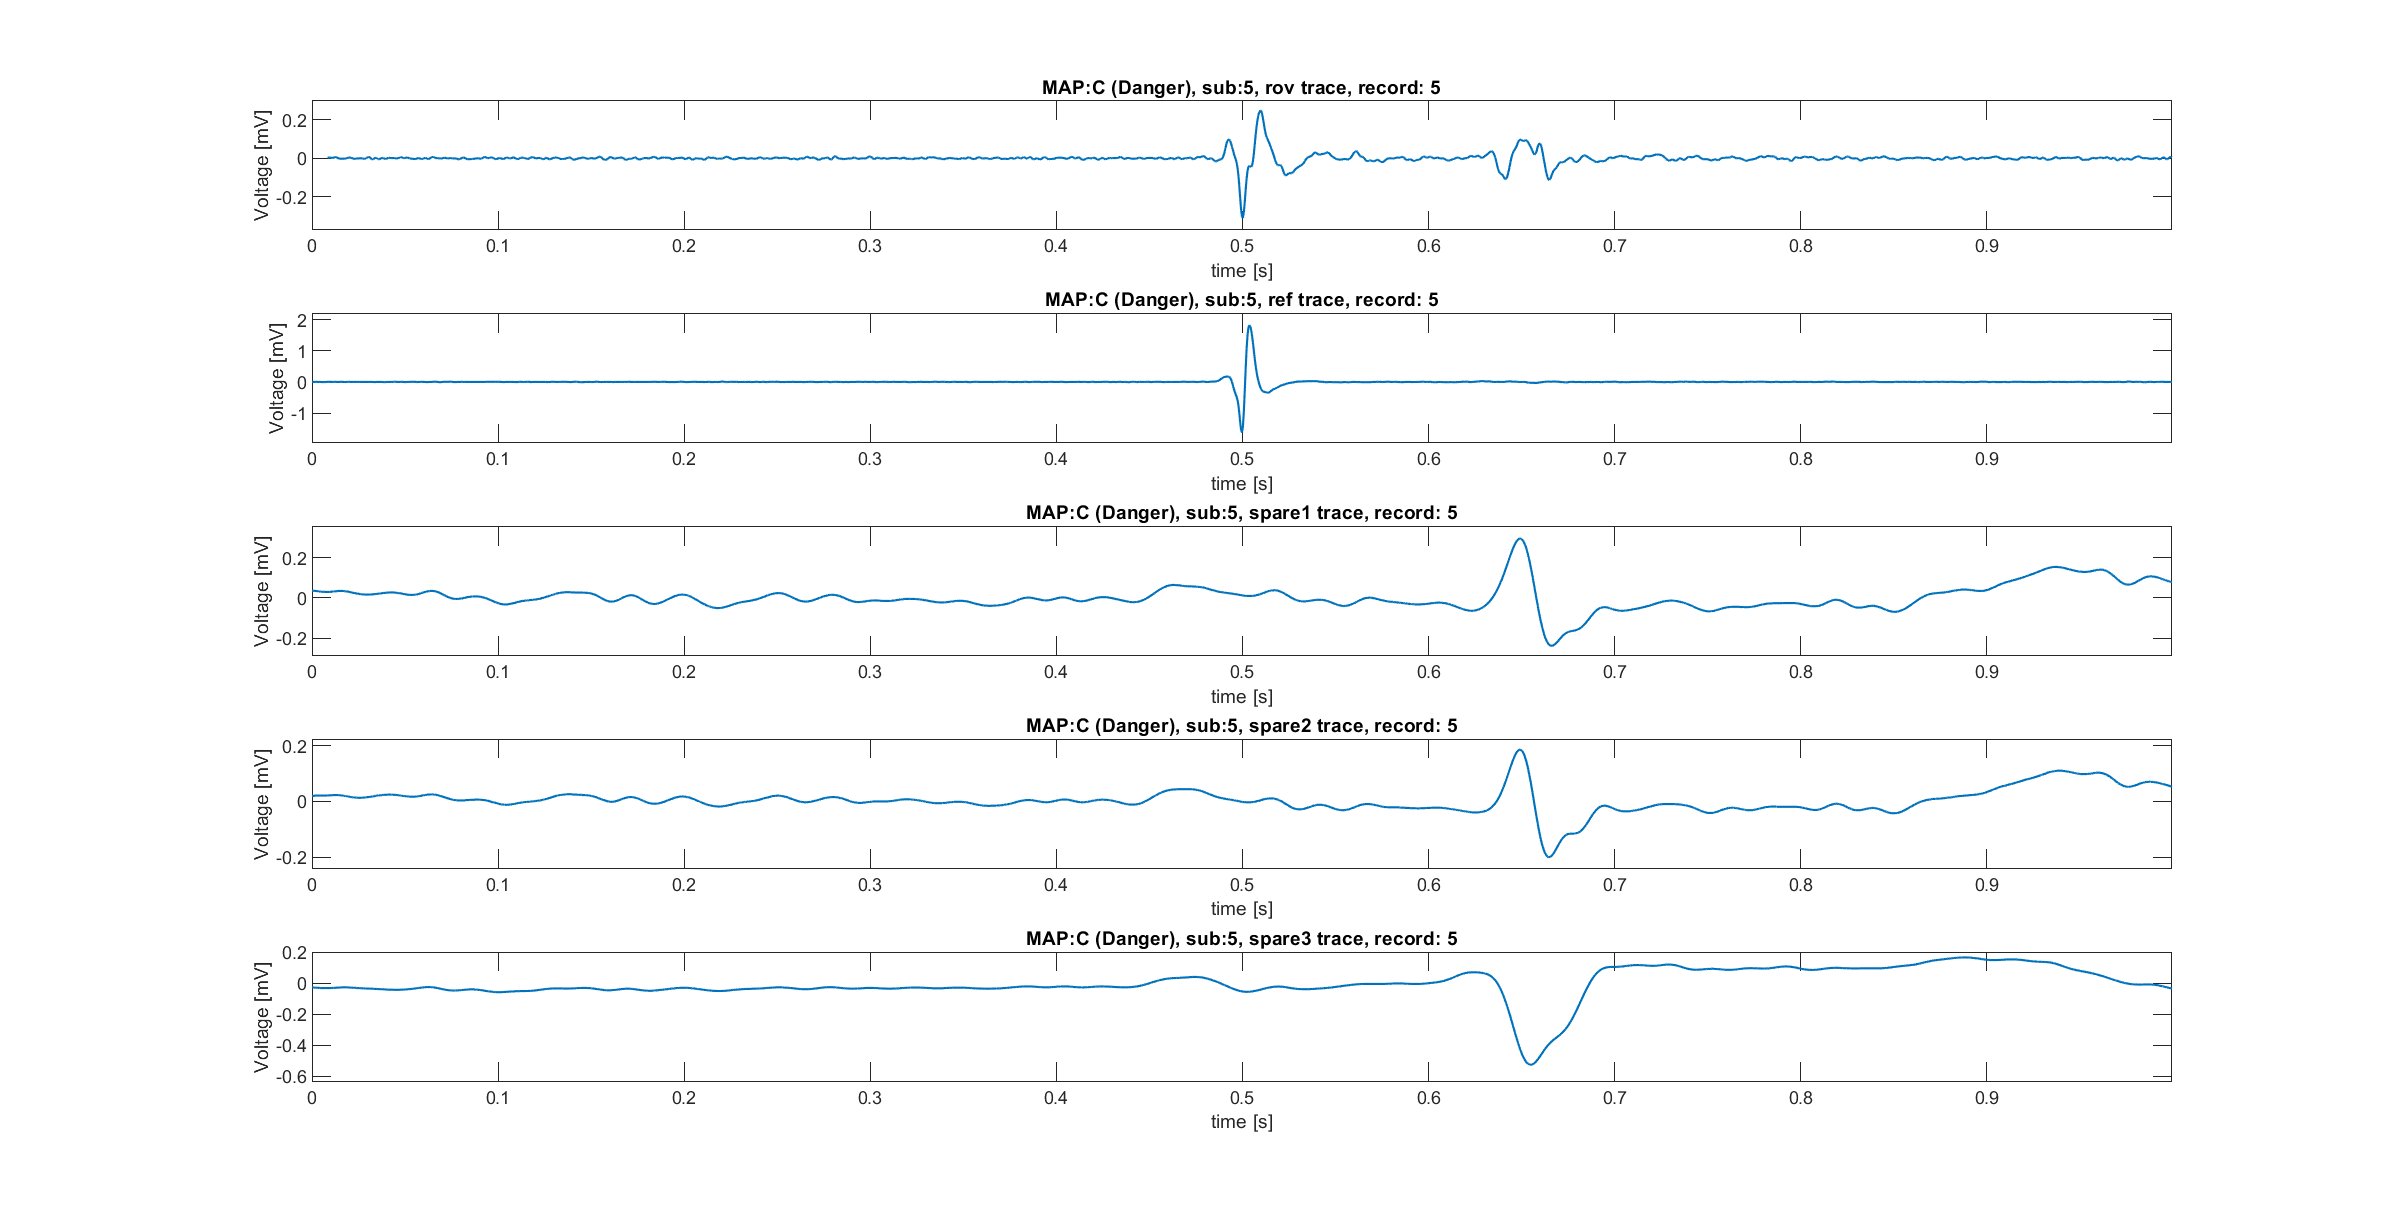 MAP:C (Danger), sub:5, rov trace, record: 5
Voltage [mV]
0.2
0
-0.2
0 0.1 0.2 0.3 0.4 0.5 0.6 0.7 0.8 0.9
time [s]
MAP:C (Danger), sub:5, ref trace, record: 5
Voltage [mV]
2
1
0
-1
0 0.1 0.2 0.3 0.4 0.5 0.6 0.7 0.8 0.9
time [s]
MAP:C (Danger), sub:5, spare1 trace, record: 5
Voltage [mV]
0.2
0
-0.2
0 0.1 0.2 0.3 0.4 0.5 0.6 0.7 0.8 0.9
time [s]
MAP:C (Danger), sub:5, spare2 trace, record: 5
Voltage [mV]
0.2
0
-0.2
0 0.1 0.2 0.3 0.4 0.5 0.6 0.7 0.8 0.9
time [s]
MAP:C (Danger), sub:5, spare3 trace, record: 5
Voltage [mV]
0.2
0
-0.2
-0.4
-0.6
0 0.1 0.2 0.3 0.4 0.5 0.6 0.7 0.8 0.9
time [s]